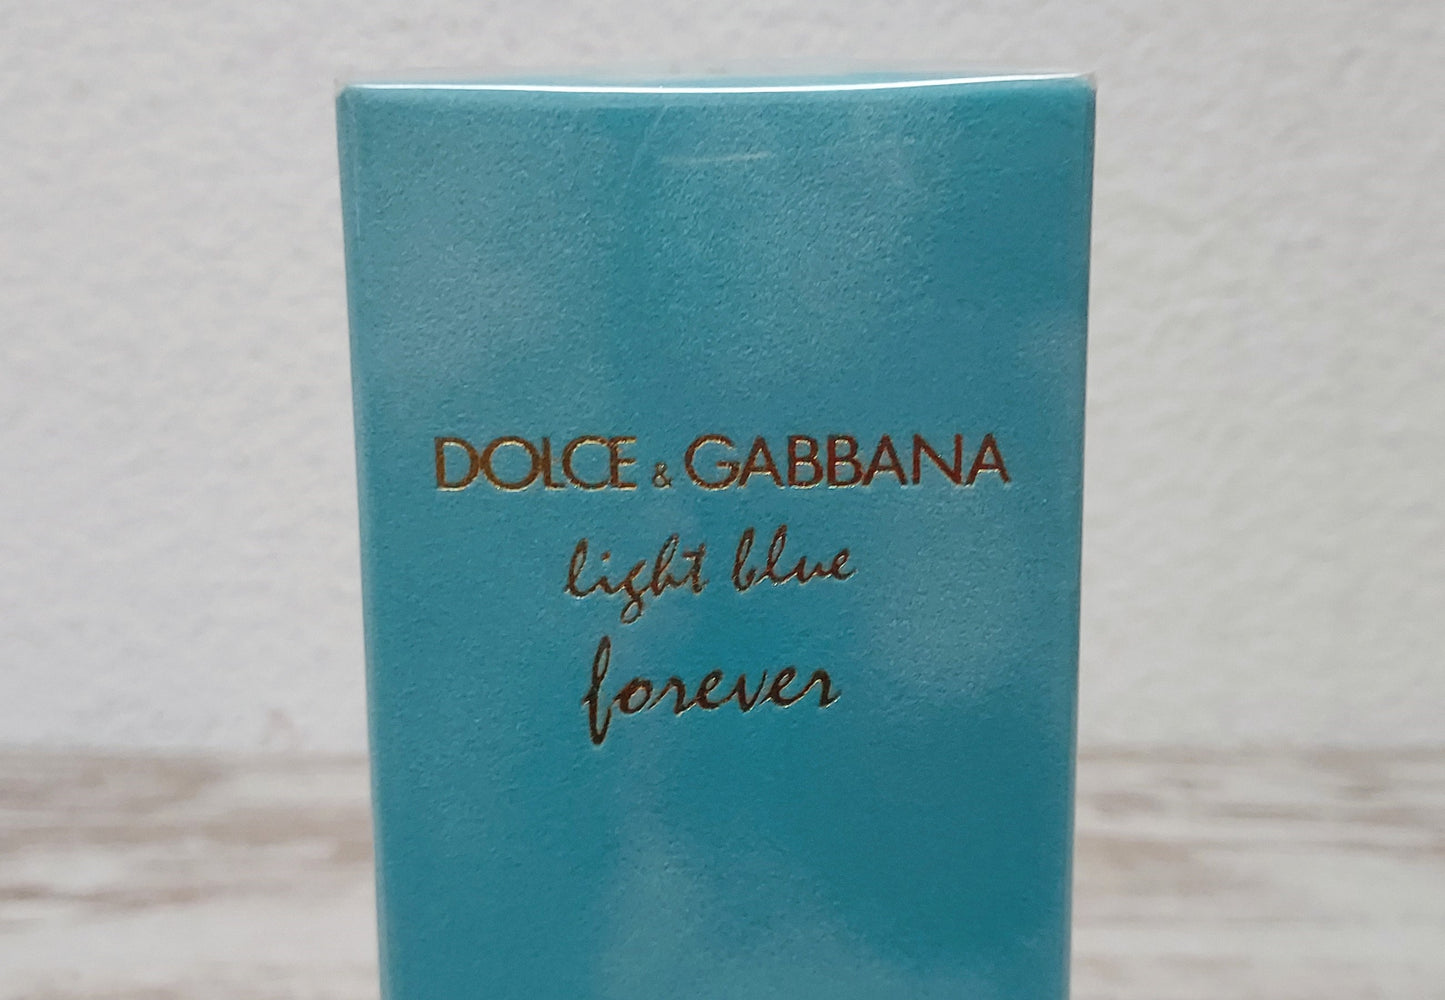 DOLCE & GABBANA
light blue
forever